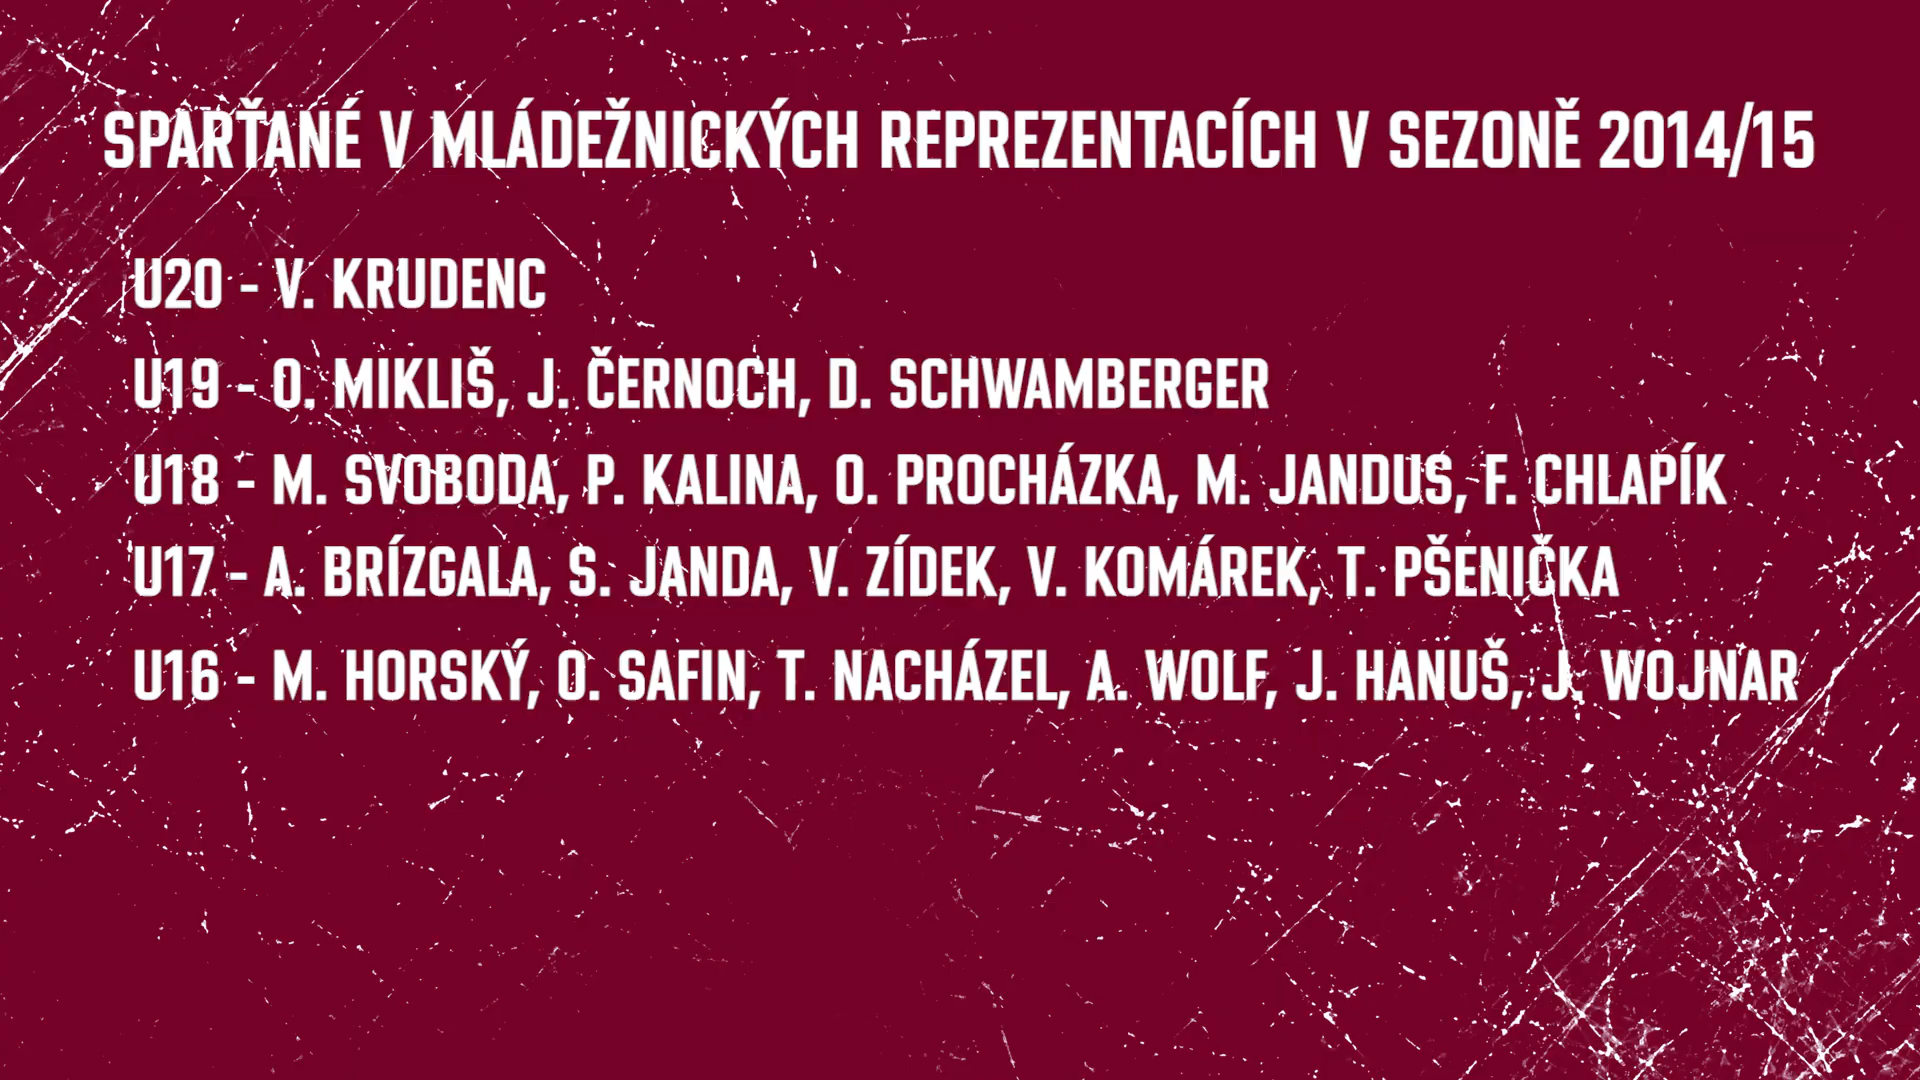 SPARŤANÉ V MLÁDEŽNICKÝCH REPREZENTACÍCH V SEZONĚ 2014/15
U20 - V. KRUDENC
U19 - O. MIKLIŠ, J. ČERNOCH, D. SCHWAMBERGER
U18 - M. SVOBODA, P. KALINA, O. PROCHÁZKA, M. JANDUS, F. CHLAPÍK
U17 - A. BRÍZGALA, S. JANDA, V. ZÍDEK, V. KOMÁREK, T. PŠENIČKA
U16 - M. HORSKÝ, O. SAFIN, T. NACHÁZEL, A. WOLF, J. HANUŠ, J. WOJNAR